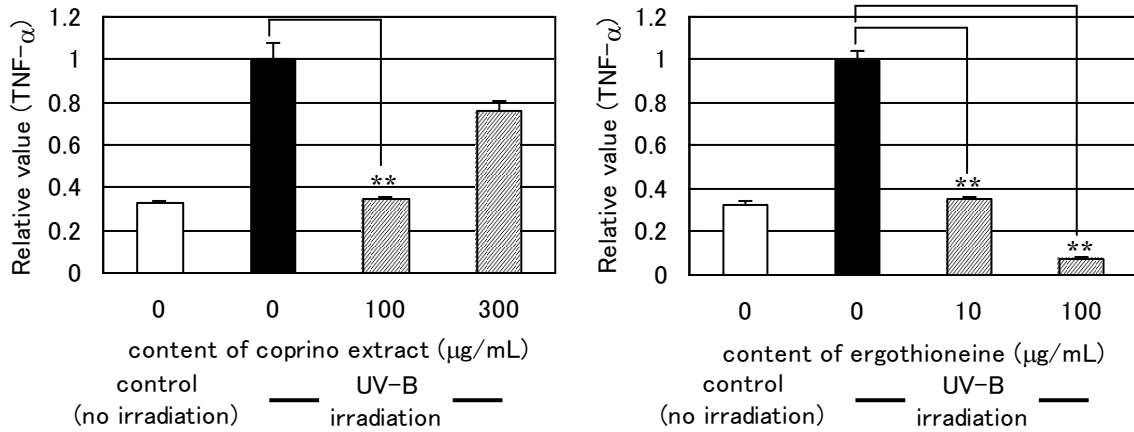 Relative value (TNF-α)
1.2
1
0.8
0.6
0.4
0.2
0
**
0 0 100 300
content of coprino extract (μg/mL)
control
(no irradiation)
UV-B
irradiation
Relative value (TNF-α)
1.2
1
0.8
0.6
0.4
0.2
0
**
**
0 0 10 100
content of ergothioneine (μg/mL)
control
(no irradiation)
UV-B
irradiation